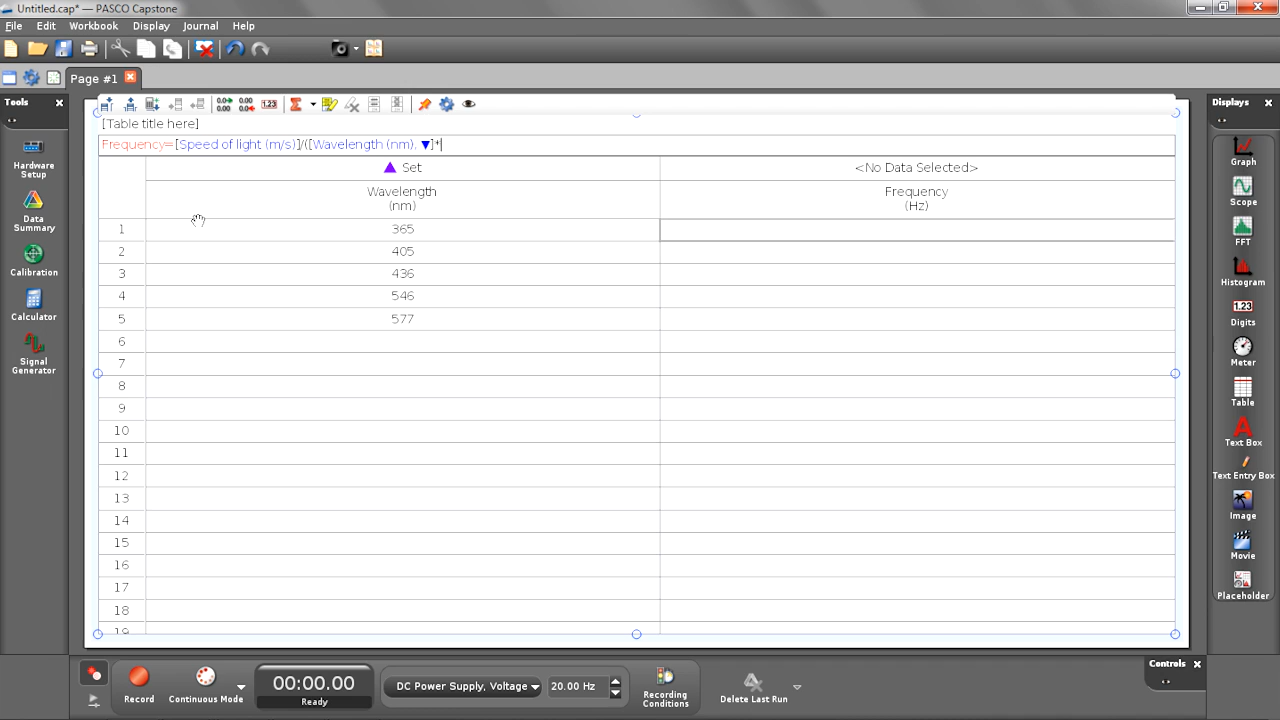 Untitled.cap* — PASCO Capstone
File Edit Workbook Display Journal Help
Page #1
Tools
Hardware Setup
Data Summary
Calibration
Calculator
Signal Generator
[Table title here]
Frequency=[Speed of light (m/s)]/([Wavelength (nm), ▼]*
▲ Set <No Data Selected>
Wavelength (nm) Frequency (Hz)
1 365
2 405
3 436
4 546
5 577
6
7
8
9
10
11
12
13
14
15
16
17
18
19
Displays
Graph
Scope
FFT
Histogram
1.23
Digits
Meter
Table
Text Box
Text Entry Box
Image
Movie
Placeholder
Record
Continuous Mode
00:00.00
Ready
DC Power Supply, Voltage
20.00 Hz
Recording Conditions
Delete Last Run
Controls